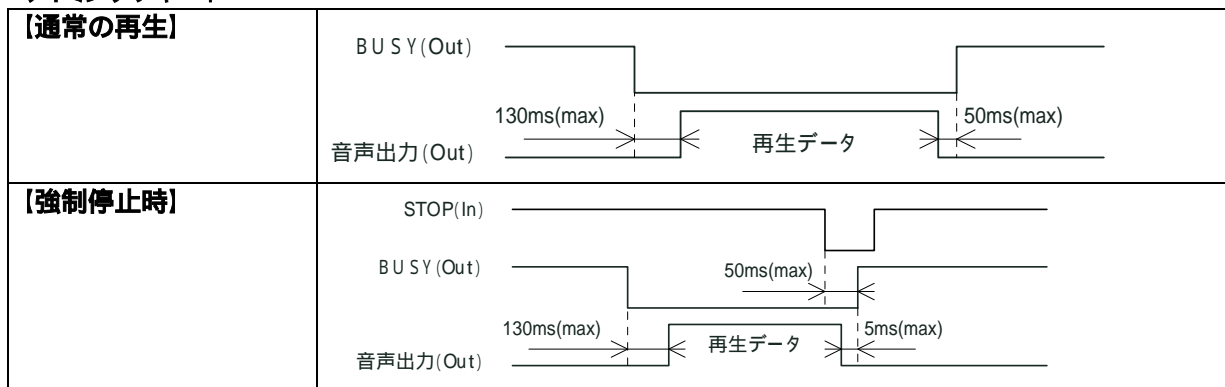 【通常の再生】
BUSY(Out)
130ms(max)
50ms(max)
再生データ
音声出力(Out)
【強制停止時】
STOP(In)
BUSY(Out)
50ms(max)
130ms(max)
再生データ
5ms(max)
音声出力(Out)